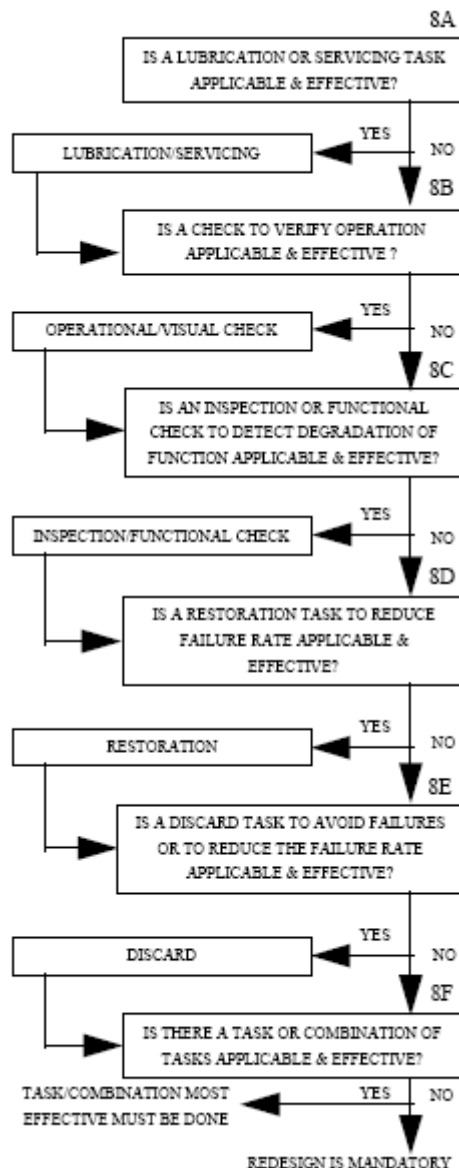 8A
IS A LUBRICATION OR SERVICING TASK
APPLICABLE & EFFECTIVE?
YES
NO
LUBRICATION/SERVICING
8B
IS A CHECK TO VERIFY OPERATION
APPLICABLE & EFFECTIVE ?
YES
NO
OPERATIONAL/VISUAL CHECK
8C
IS AN INSPECTION OR FUNCTIONAL
CHECK TO DETECT DEGRADATION OF
FUNCTION APPLICABLE & EFFECTIVE?
YES
NO
INSPECTION/FUNCTIONAL CHECK
8D
IS A RESTORATION TASK TO REDUCE
FAILURE RATE APPLICABLE &
EFFECTIVE?
YES
NO
RESTORATION
8E
IS A DISCARD TASK TO AVOID FAILURES
OR TO REDUCE THE FAILURE RATE
APPLICABLE & EFFECTIVE?
YES
NO
DISCARD
8F
IS THERE A TASK OR COMBINATION OF
TASKS APPLICABLE & EFFECTIVE?
YES
NO
TASK/COMBINATION MOST
EFFECTIVE MUST BE DONE
REDESIGN IS MANDATORY